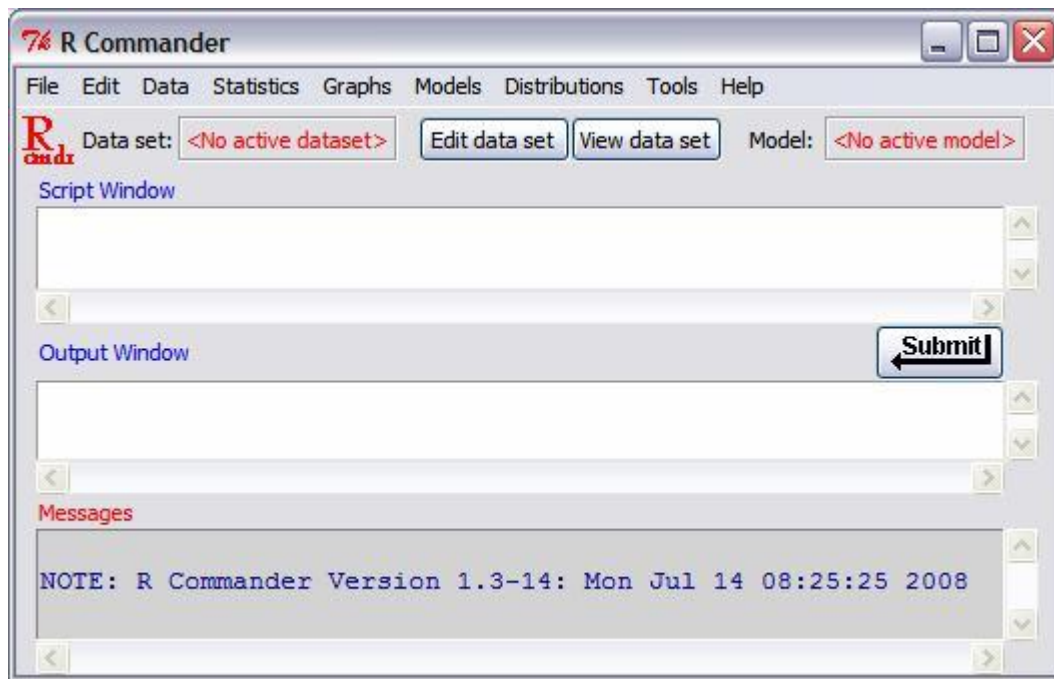 R Commander
File Edit Data Statistics Graphs Models Distributions Tools Help
R cmdr Data set: <No active dataset> Edit data set View data set Model: <No active model>
Script Window
Output Window Submit
Messages
NOTE: R Commander Version 1.3-14: Mon Jul 14 08:25:25 2008